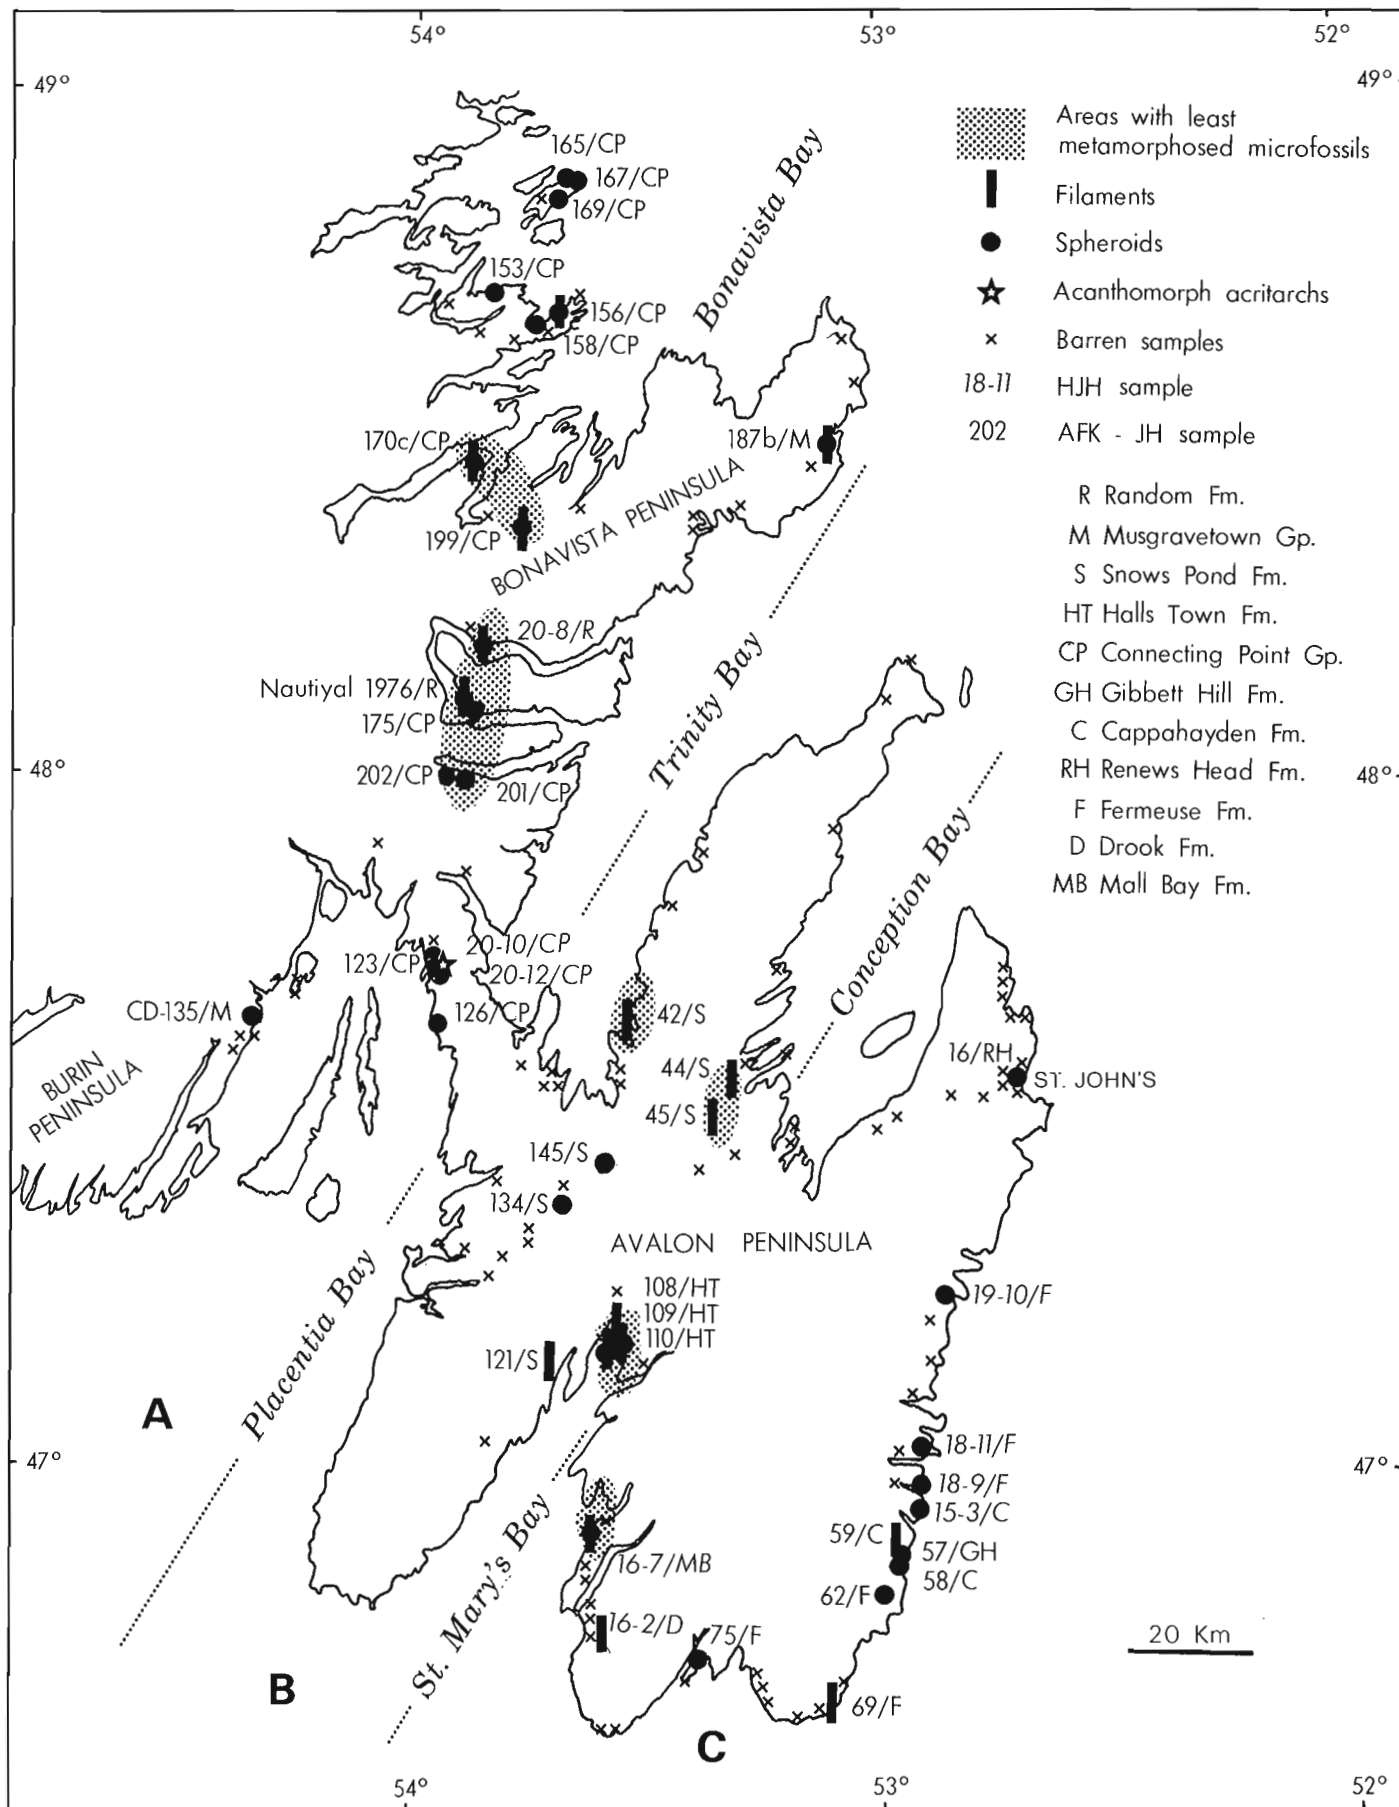 54°
53°
52°
49°
49°
Areas with least
metamorphosed microfossils
Filaments
Spheroids
Acanthomorph acritarchs
× Barren samples
18-11 HJH sample
202 AFK - JH sample
R Random Fm.
M Musgravetown Gp.
S Snows Pond Fm.
HT Halls Town Fm.
CP Connecting Point Gp.
GH Gibbett Hill Fm.
C Cappahayden Fm.
RH Renews Head Fm.
F Fermeuse Fm.
D Drook Fm.
MB Mall Bay Fm.
165/CP
167/CP
169/CP
Bonavista Bay
153/CP
156/CP
158/CP
170c/CP
187b/M
199/CP
BONAVISTA PENINSULA
20-8/R
Nautiyal 1976/R
175/CP
Trinity Bay
48°
48°
202/CP
201/CP
Conception Bay
123/CP
20-10/CP
20-12/CP
CD-135/M
126/CP
42/S
BURIN
PENINSULA
44/S
16/RH
ST. JOHN'S
45/S
145/S
134/S
AVALON PENINSULA
Placentia Bay
108/HT
109/HT
110/HT
19-10/F
121/S
A
47°
47°
18-11/F
18-9/F
15-3/C
59/C
57/GH
58/C
St. Mary's Bay
16-7/MB
62/F
16-2/D
75/F
20 Km
B
69/F
C
54°
53°
52°